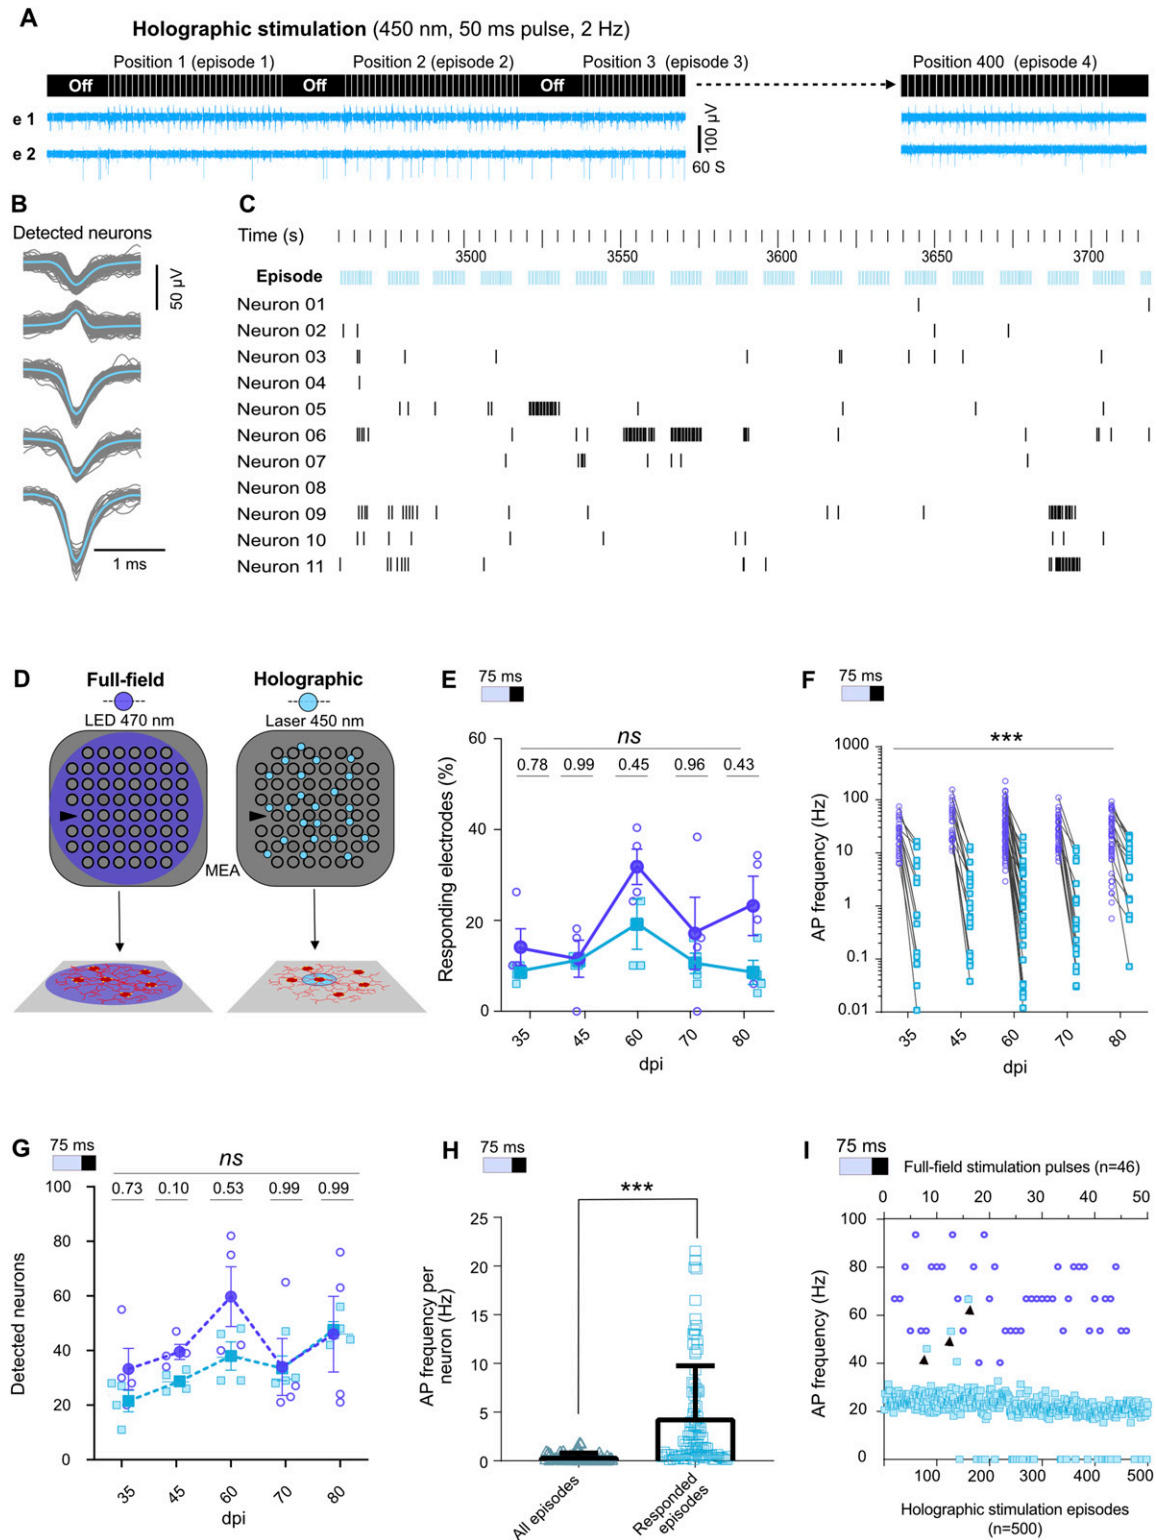 A
Holographic stimulation (450 nm, 50 ms pulse, 2 Hz)
Position 1 (episode 1) Position 2 (episode 2) Position 3 (episode 3) Position 400 (episode 4)
Off Off Off
e 1
e 2
100 µV
60 S
B
Detected neurons
50 µV
1 ms
C
Time (s)
3500 3550 3600 3650 3700
Episode
Neuron 01
Neuron 02
Neuron 03
Neuron 04
Neuron 05
Neuron 06
Neuron 07
Neuron 08
Neuron 09
Neuron 10
Neuron 11
D
Full-field Holographic
LED 470 nm Laser 450 nm
MEA
E
75 ms
ns
0.78 0.99 0.45 0.96 0.43
Responding electrodes (%)
60
40
20
0
35 45 60 70 80
dpi
F
75 ms
***
AP frequency (Hz)
1000
100
10
1
0.1
0.01
35 45 60 70 80
dpi
G
75 ms
ns
0.73 0.10 0.53 0.99 0.99
Detected neurons
100
80
60
40
20
0
35 45 60 70 80
dpi
H
75 ms
***
AP frequency per
neuron (Hz)
25
20
15
10
5
0
All episodes
Responded
episodes
I
75 ms
Full-field stimulation pulses (n=46)
0 10 20 30 40 50
AP frequency (Hz)
100
80
60
40
20
0
100 200 300 400 500
Holographic stimulation episodes
(n=500)